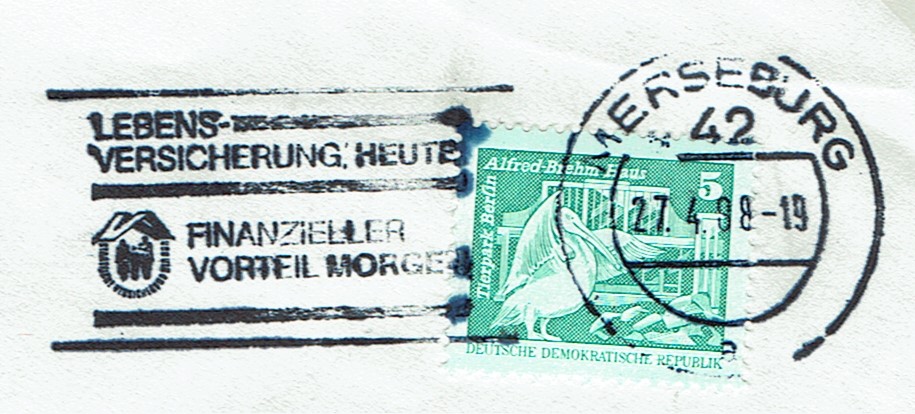 LEBENS-
VERSICHERUNG, HEUTE
FINANZIELLER
VORTEIL MORGEN
MERSEBURG
42
27. 4. 88-19
Alfred-Brehm-Haus
5
Tierpark Berlin
DEUTSCHE DEMOKRATISCHE REPUBLIK